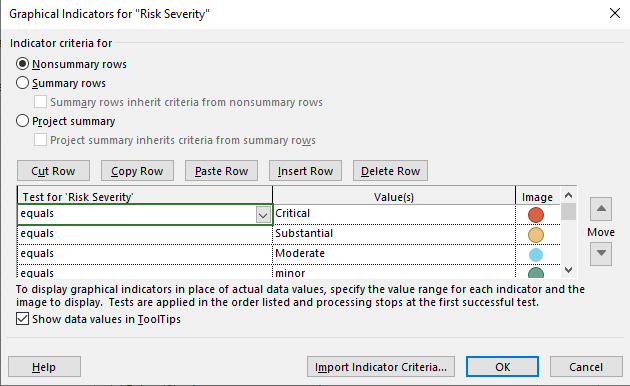 Graphical Indicators for "Risk Severity"
Indicator criteria for
Nonsummary rows
Summary rows
Summary rows inherit criteria from nonsummary rows
Project summary
Project summary inherits criteria from summary rows
Cut Row Copy Row Paste Row Insert Row Delete Row
Test for 'Risk Severity' Value(s) Image
equals Critical
equals Substantial
Move
equals Moderate
equals minor
To display graphical indicators in place of actual data values, specify the value range for each indicator and the
image to display. Tests are applied in the order listed and processing stops at the first successful test.
Show data values in ToolTips
Help Import Indicator Criteria... OK Cancel